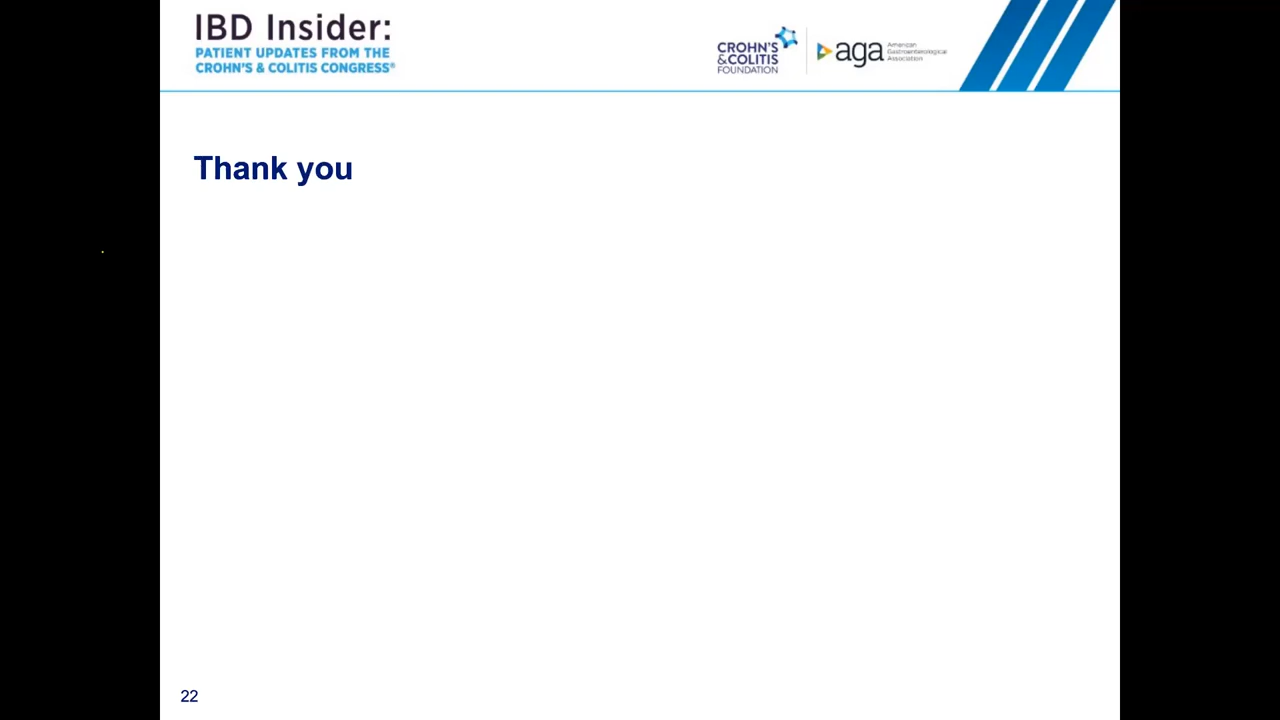 IBD Insider:
PATIENT UPDATES FROM THE
CROHN'S & COLITIS CONGRESS®
CROHN'S
& COLITIS
FOUNDATION
aga
American
Gastroenterological
Association
Thank you
22